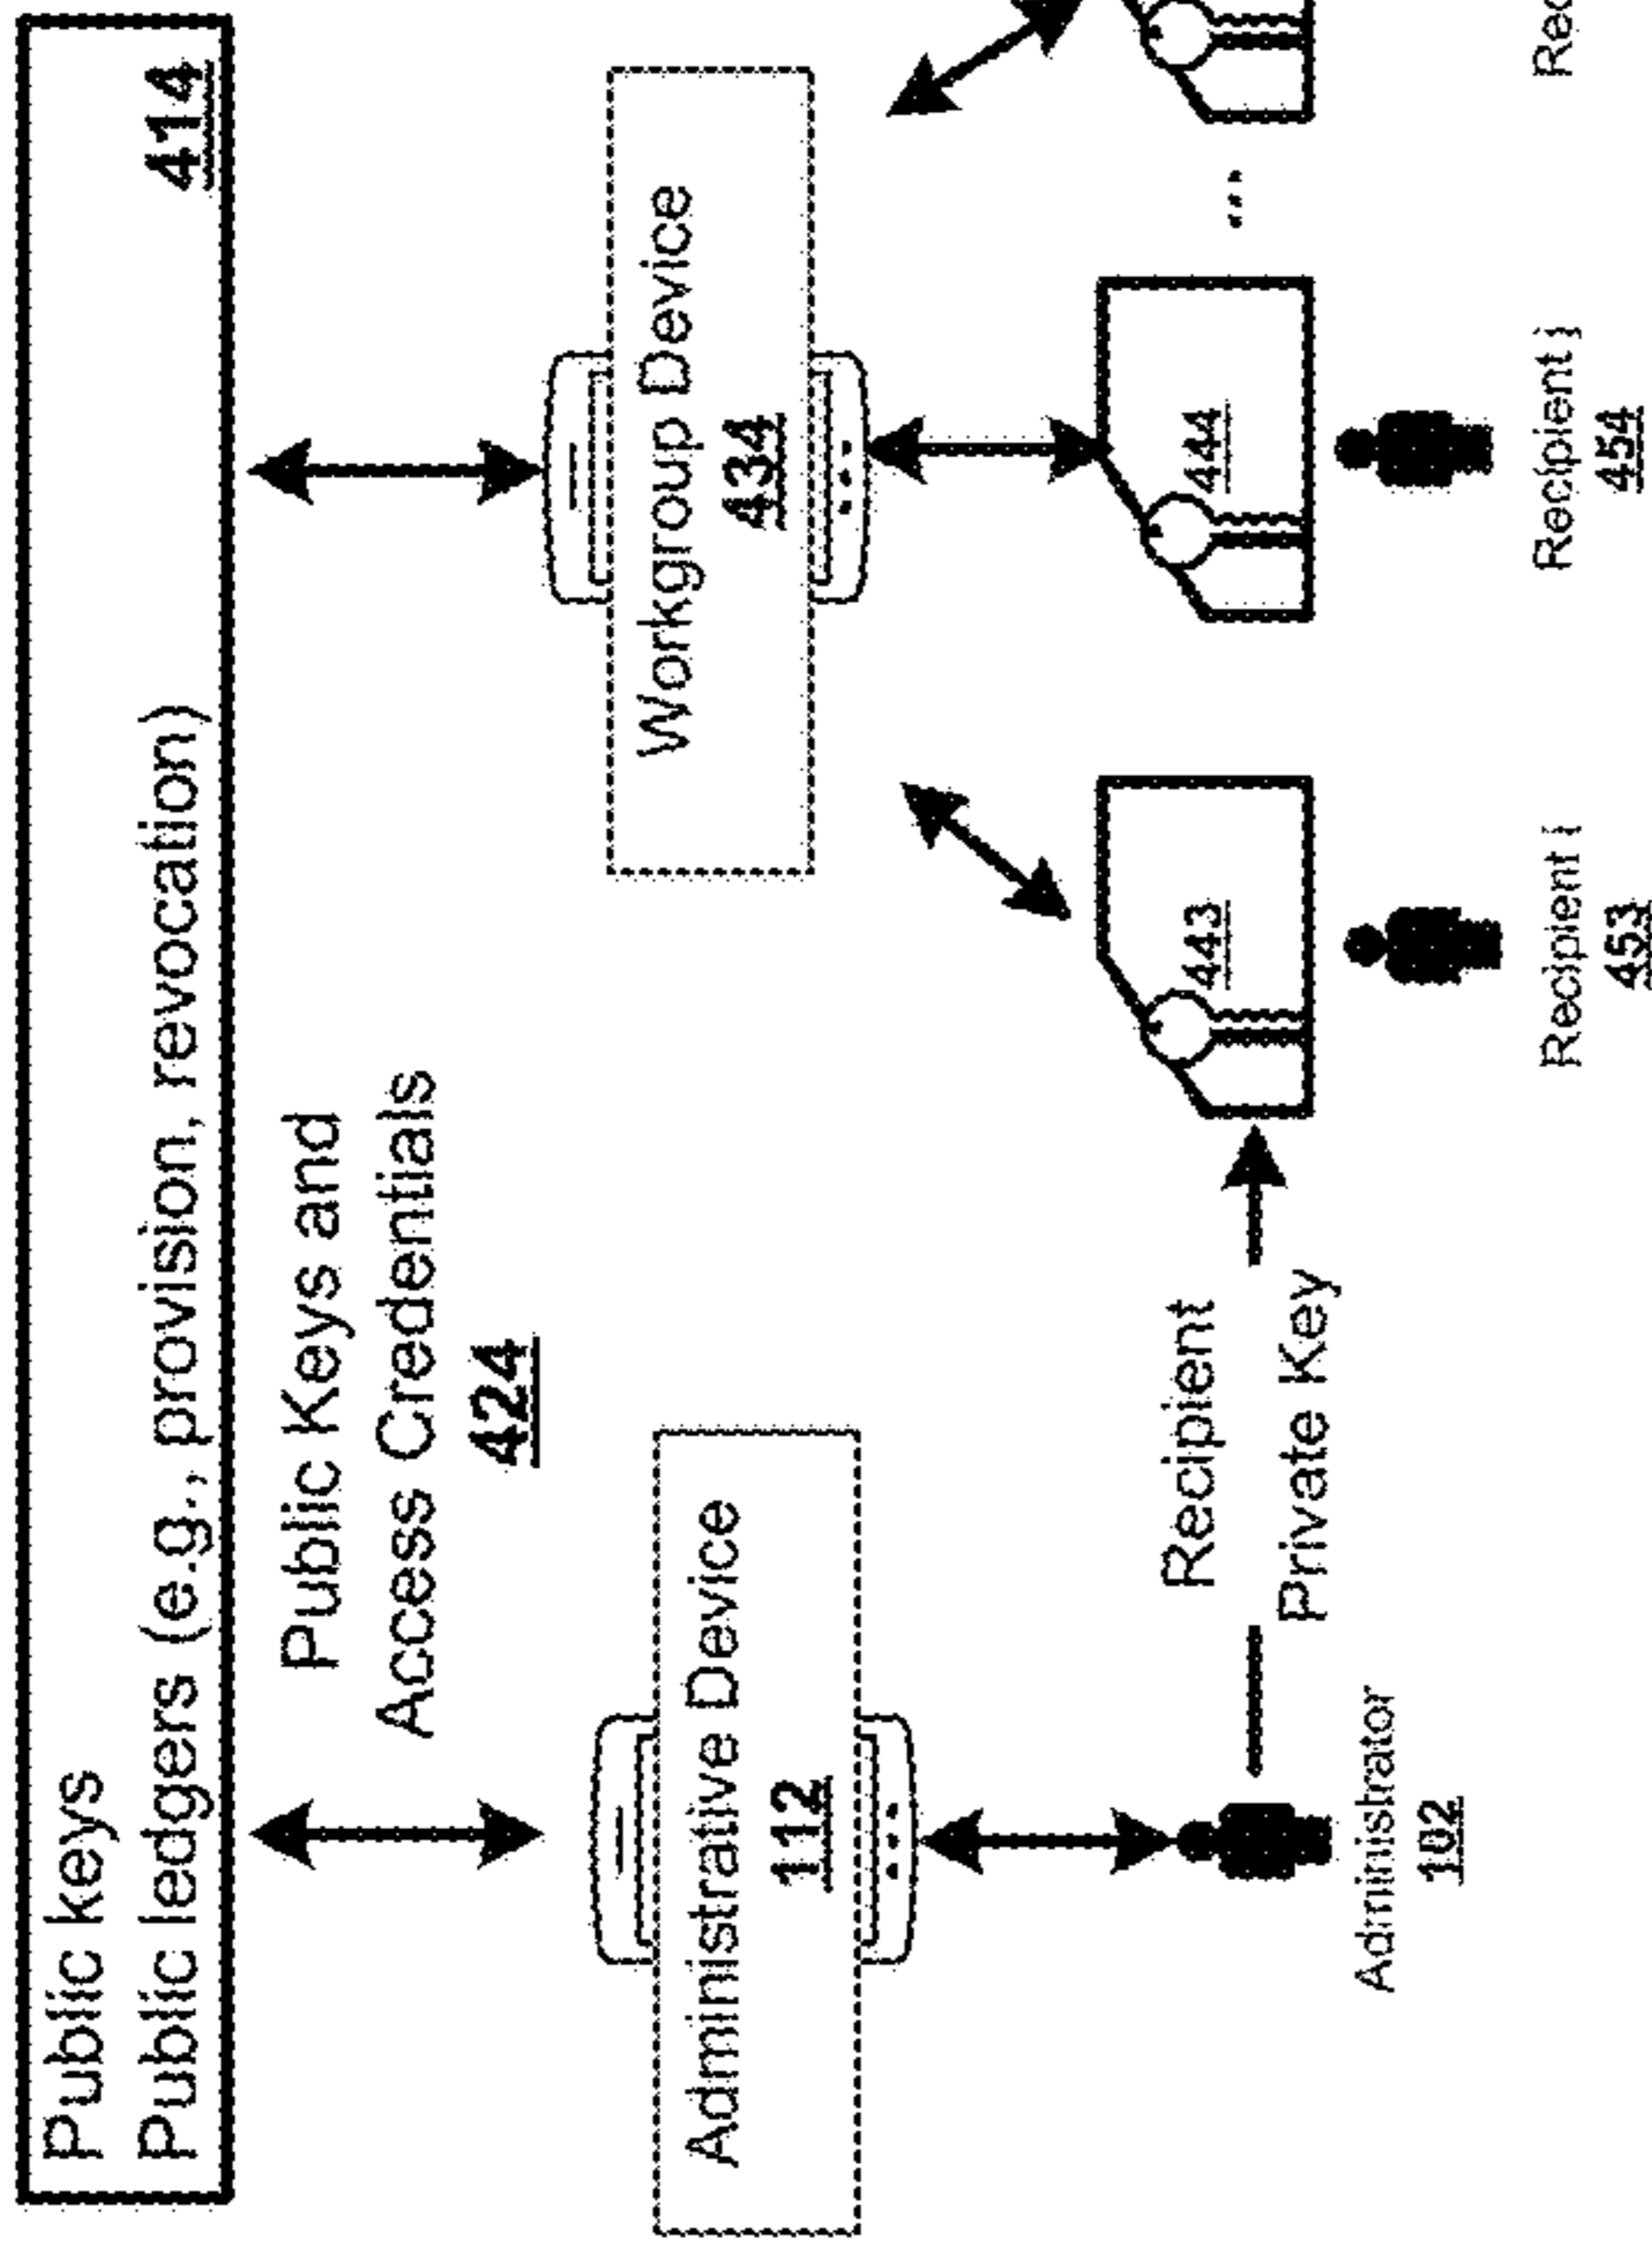 Public keys
Public ledgers (e.g., provision, revocation)
414
Public Keys and
Access Credentials
424
Administrative Device
112
Workgroup Device
434
Recipient
Private Key
443
444
...
Administrator
102
Recipient i
453
Recipient j
454
Rec